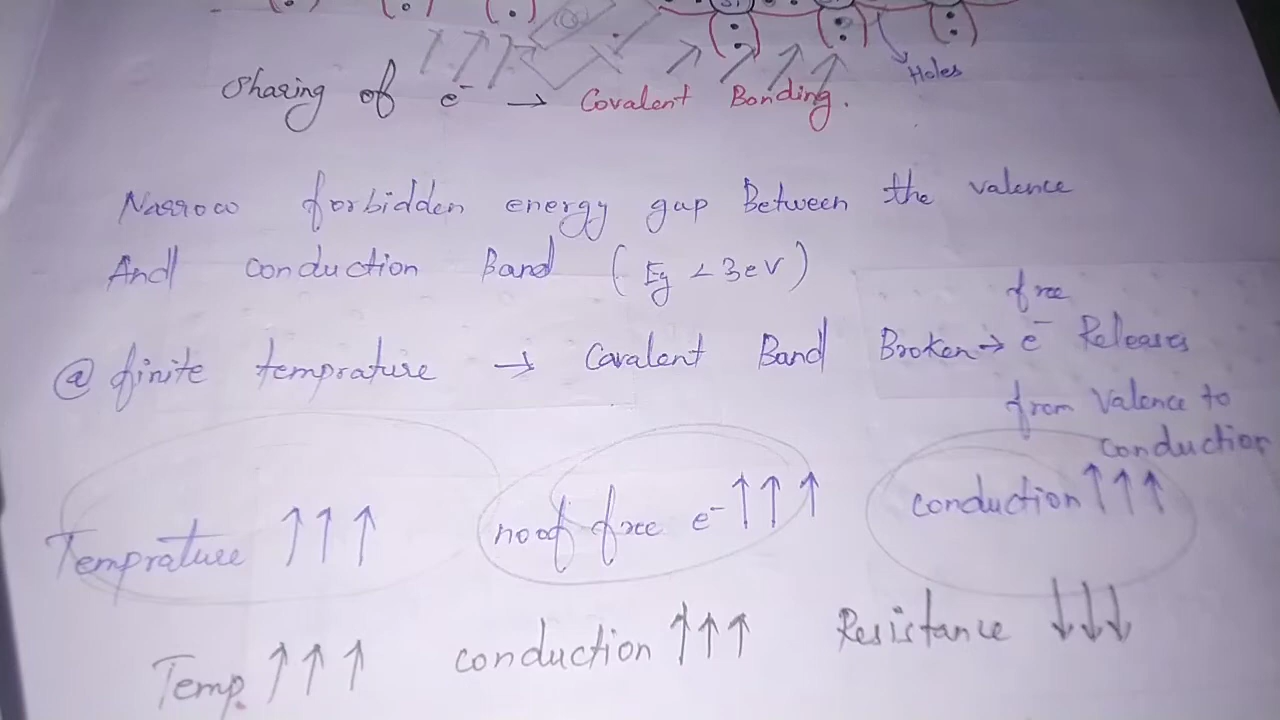 Holes
Sharing of e⁻ → Covalent Bonding.
Narrow forbidden energy gap Between the valence
And conduction Band (Eg < 3eV)
@ finite temprature → Covalent Band Broken → free e⁻ Releases
from Valence to
conduction
Temprature ↑↑↑ no of free e⁻ ↑↑↑ conduction ↑↑↑
Temp. ↑↑↑ conduction ↑↑↑ Resistance ↓↓↓